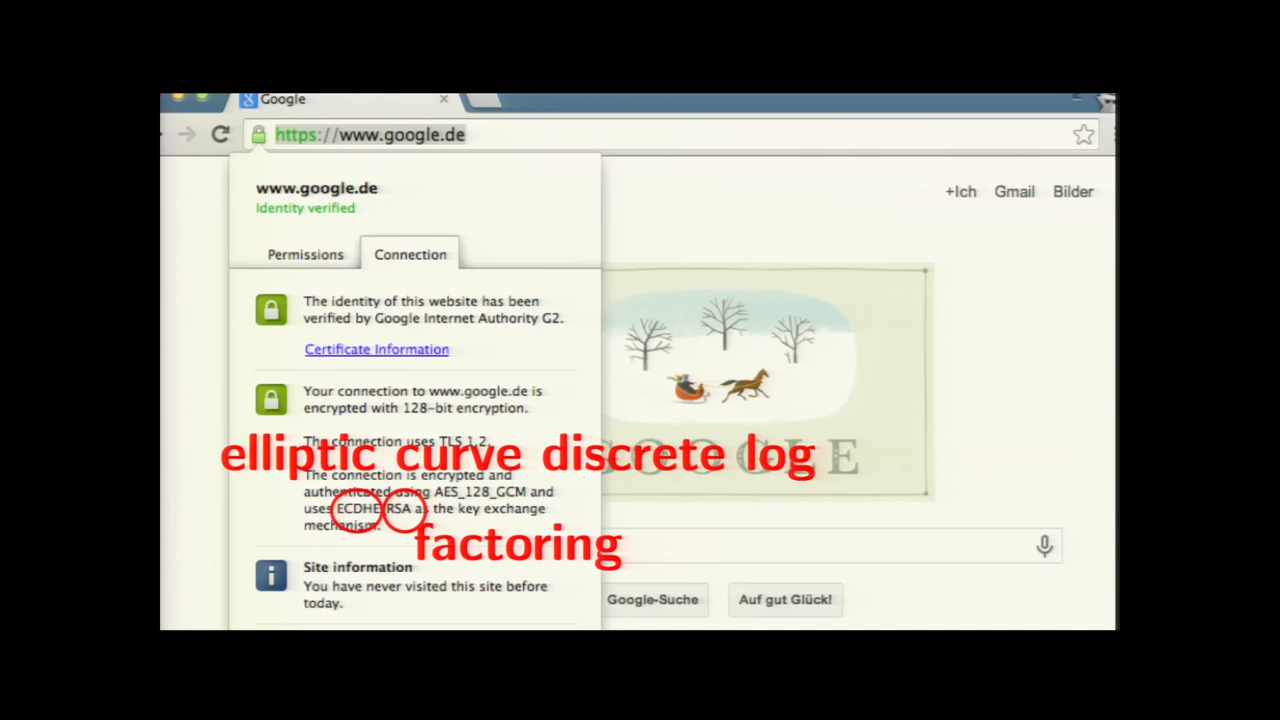 Google
https://www.google.de
www.google.de
Identity verified
+Ich Gmail Bilder
Permissions Connection
The identity of this website has been
verified by Google Internet Authority G2.
Certificate Information
Your connection to www.google.de is
encrypted with 128-bit encryption.
The connection uses TLS 1.2.
elliptic curve discrete log
GOOGLE
The connection is encrypted and
authenticated using AES_128_GCM and
uses ECDHE_RSA as the key exchange
mechanism.
factoring
Site information
You have never visited this site before
today.
Google-Suche Auf gut Glück!